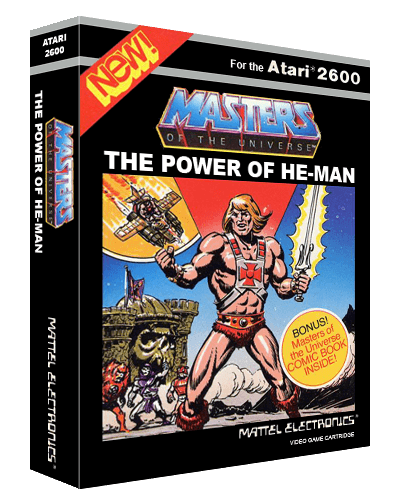 ATARI
2600
THE POWER OF HE-MAN
MASTERS
OF THE UNIVERSE
MATTEL ELECTRONICS®
NEW!
For the Atari® 2600
MASTERS
OF THE UNIVERSE™
THE POWER OF HE-MAN
BONUS!
Masters of
the Universe
COMIC BOOK
INSIDE!
MATTEL ELECTRONICS®
VIDEO GAME CARTRIDGE